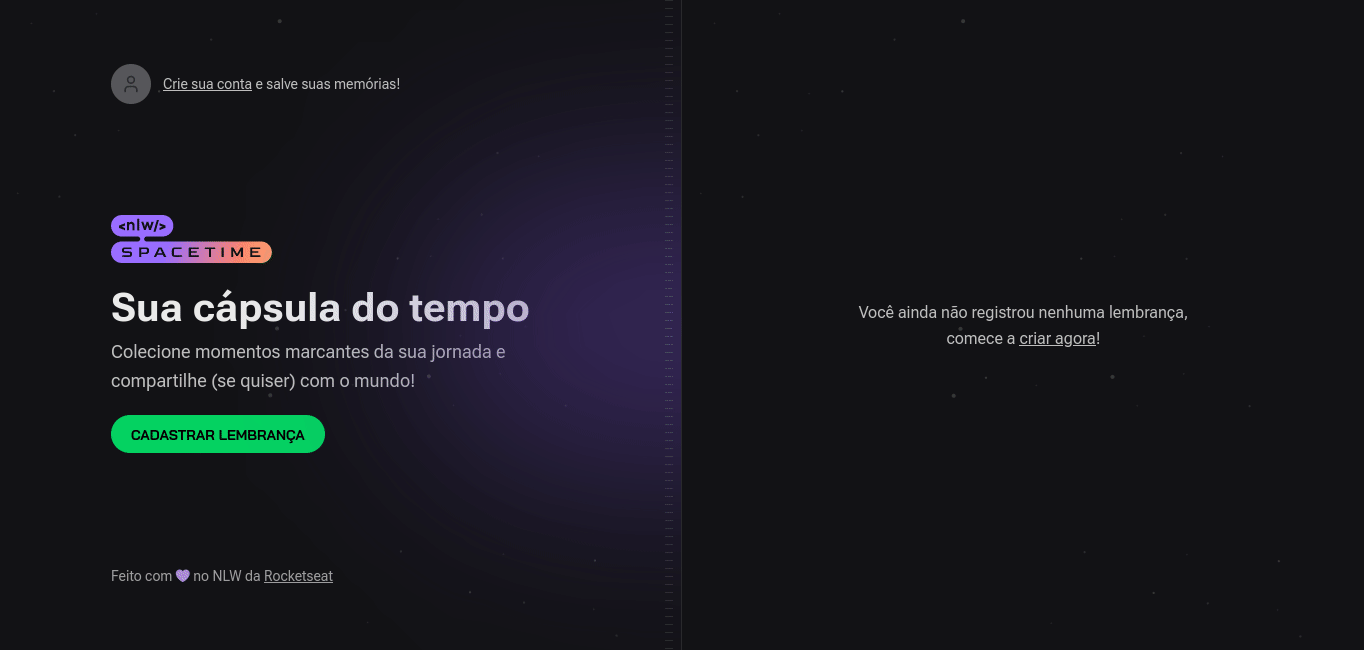 Crie sua conta e salve suas memórias!
<nlw/>
SPACETIME
Sua cápsula do tempo
Colecione momentos marcantes da sua jornada e
compartilhe (se quiser) com o mundo!
CADASTRAR LEMBRANÇA
Feito com 💜 no NLW da Rocketseat
Você ainda não registrou nenhuma lembrança,
comece a criar agora!